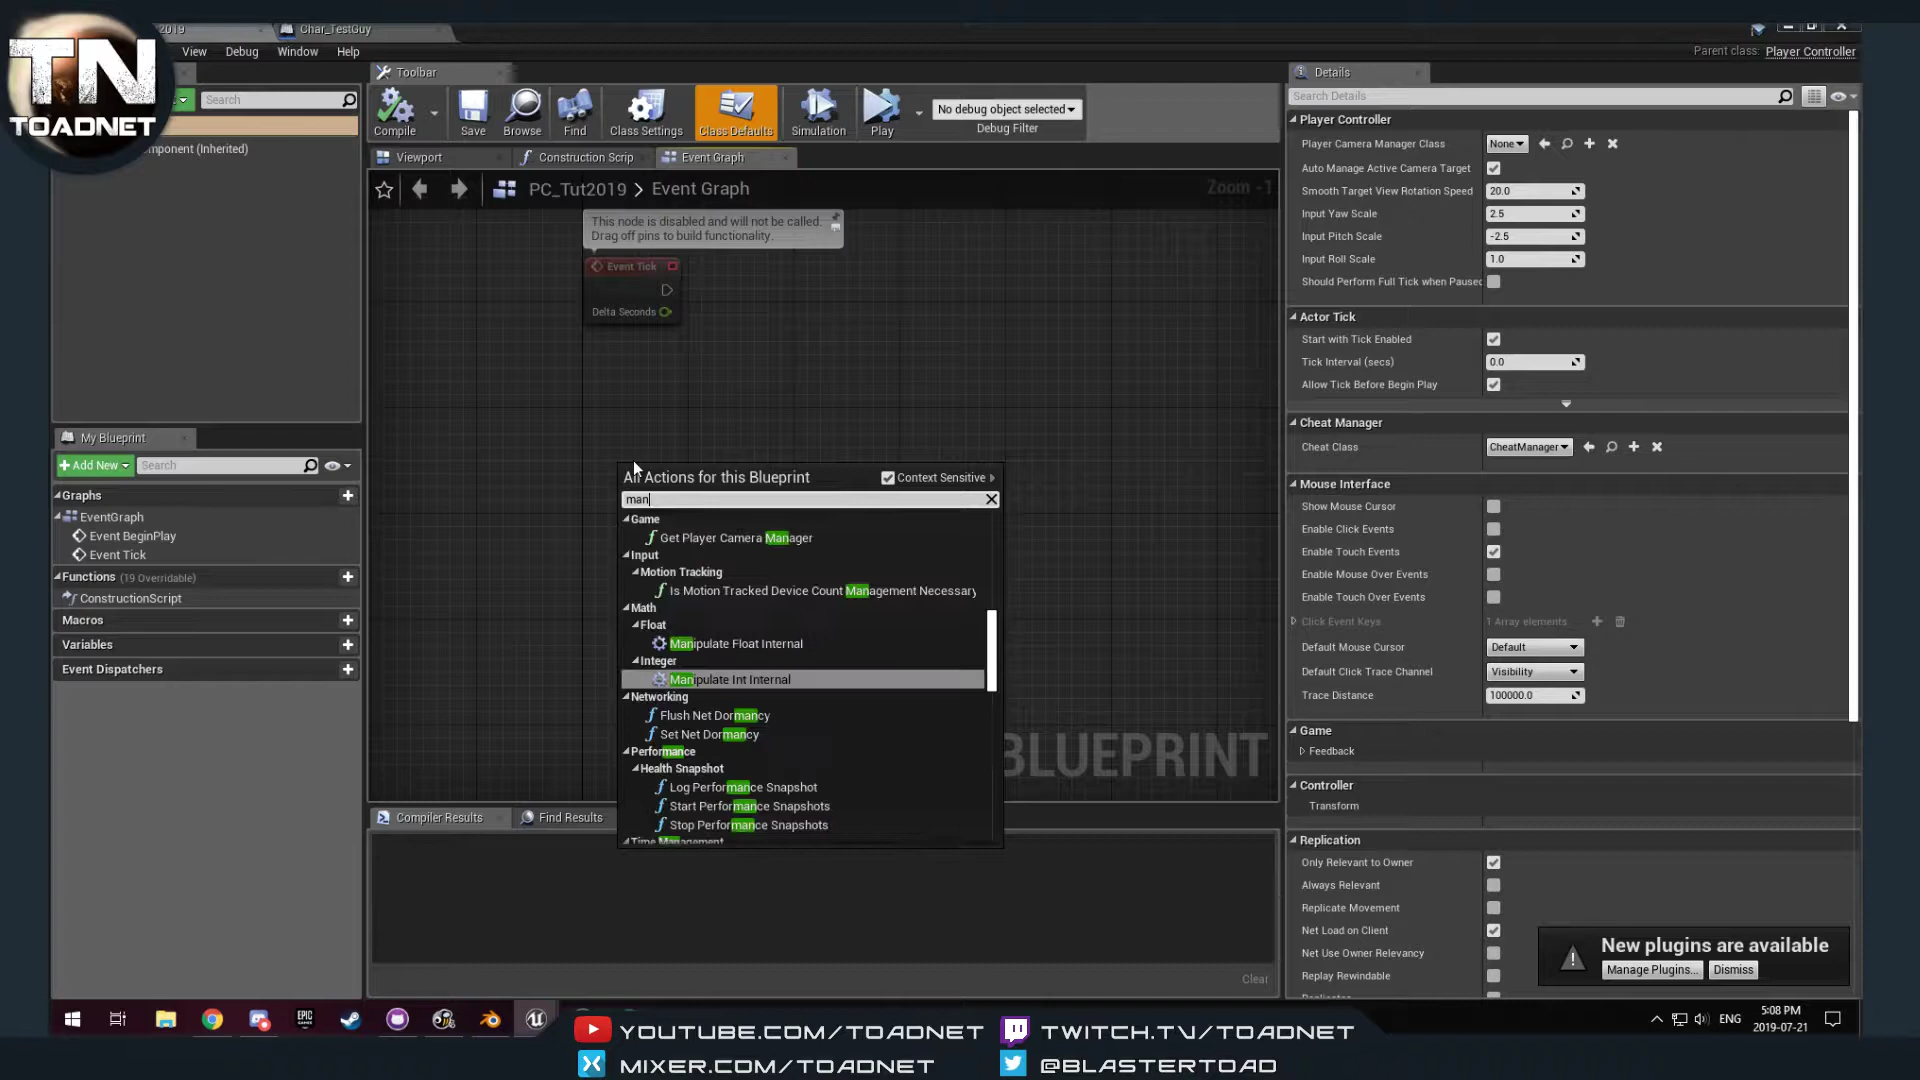 2019
Char_TestGuy
View
Debug
Window
Help
Parent class: Player Controller
TN
TOADNET
Search
omponent (Inherited)
Toolbar
Compile
Save
Browse
Find
Class Settings
Class Defaults
Simulation
Play
No debug object selected
Debug Filter
Viewport
Construction Scrip
Event Graph
PC_Tut2019 > Event Graph
Zoom -1
This node is disabled and will not be called.
Drag off pins to build functionality.
Event Tick
Delta Seconds
All Actions for this Blueprint
Context Sensitive
man
Game
Get Player Camera Manager
Input
Motion Tracking
Is Motion Tracked Device Count Management Necessary
Math
Float
Manipulate Float Internal
Integer
Manipulate Int Internal
Networking
Flush Net Dormancy
Set Net Dormancy
Performance
Health Snapshot
Log Performance Snapshot
Start Performance Snapshots
Stop Performance Snapshots
Time Management
BLUEPRINT
My Blueprint
Add New
Search
Graphs
EventGraph
Event BeginPlay
Event Tick
Functions (19 Overridable)
ConstructionScript
Macros
Variables
Event Dispatchers
Compiler Results
Find Results
Clear
Details
Search Details
Player Controller
Player Camera Manager Class
None
Auto Manage Active Camera Target
Smooth Target View Rotation Speed
20.0
Input Yaw Scale
2.5
Input Pitch Scale
-2.5
Input Roll Scale
1.0
Should Perform Full Tick when Paused
Actor Tick
Start with Tick Enabled
Tick Interval (secs)
0.0
Allow Tick Before Begin Play
Cheat Manager
Cheat Class
CheatManager
Mouse Interface
Show Mouse Cursor
Enable Click Events
Enable Touch Events
Enable Mouse Over Events
Enable Touch Over Events
Click Event Keys
1 Array elements
Default Mouse Cursor
Default
Default Click Trace Channel
Visibility
Trace Distance
100000.0
Game
Feedback
Controller
Transform
Replication
Only Relevant to Owner
Always Relevant
Replicate Movement
Net Load on Client
Net Use Owner Relevancy
Replay Rewindable
New plugins are available
Manage Plugins...
Dismiss
EPIC
GAMES
ENG
5:08 PM
2019-07-21
YOUTUBE.COM/TOADNET
TWITCH.TV/TOADNET
MIXER.COM/TOADNET
@BLASTERTOAD